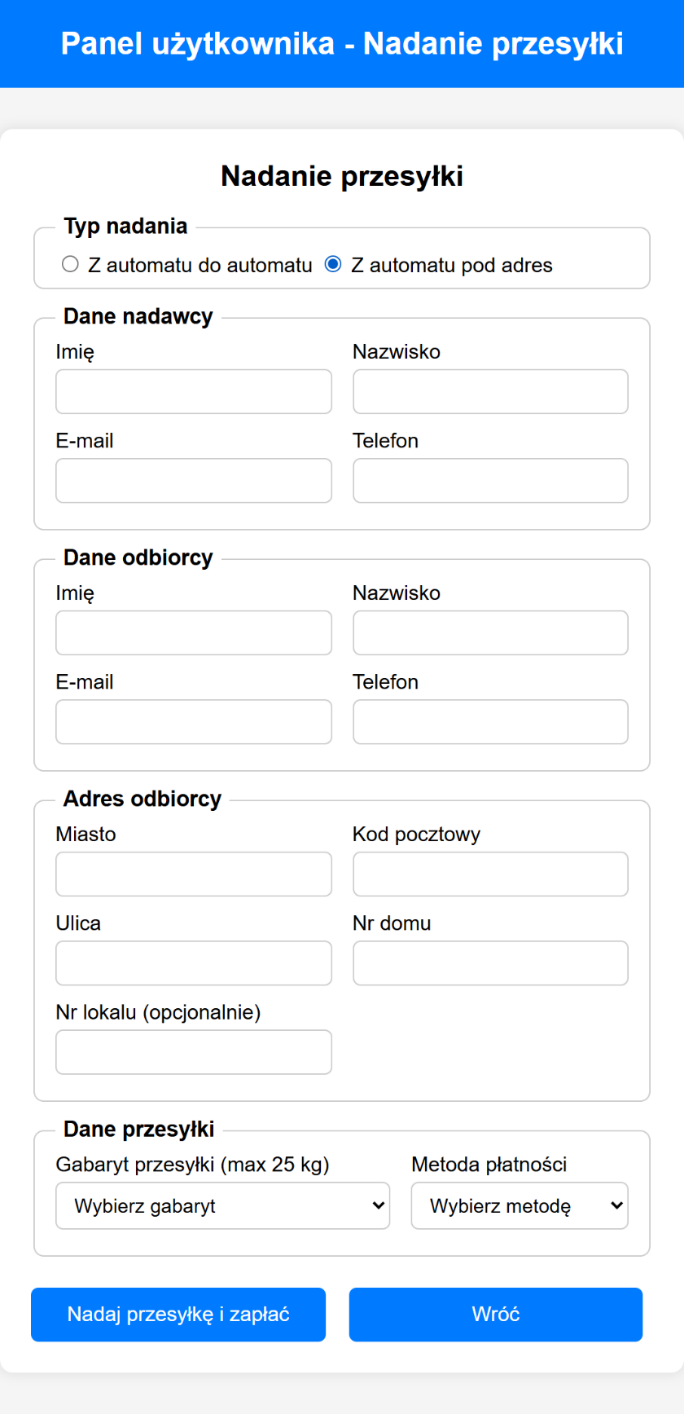 Panel użytkownika - Nadanie przesyłki
Nadanie przesyłki
Typ nadania
Z automatu do automatu Z automatu pod adres
Dane nadawcy
Imię Nazwisko
E-mail Telefon
Dane odbiorcy
Imię Nazwisko
E-mail Telefon
Adres odbiorcy
Miasto Kod pocztowy
Ulica Nr domu
Nr lokalu (opcjonalnie)
Dane przesyłki
Gabaryt przesyłki (max 25 kg) Metoda płatności
Wybierz gabaryt Wybierz metodę
Nadaj przesyłkę i zapłać Wróć